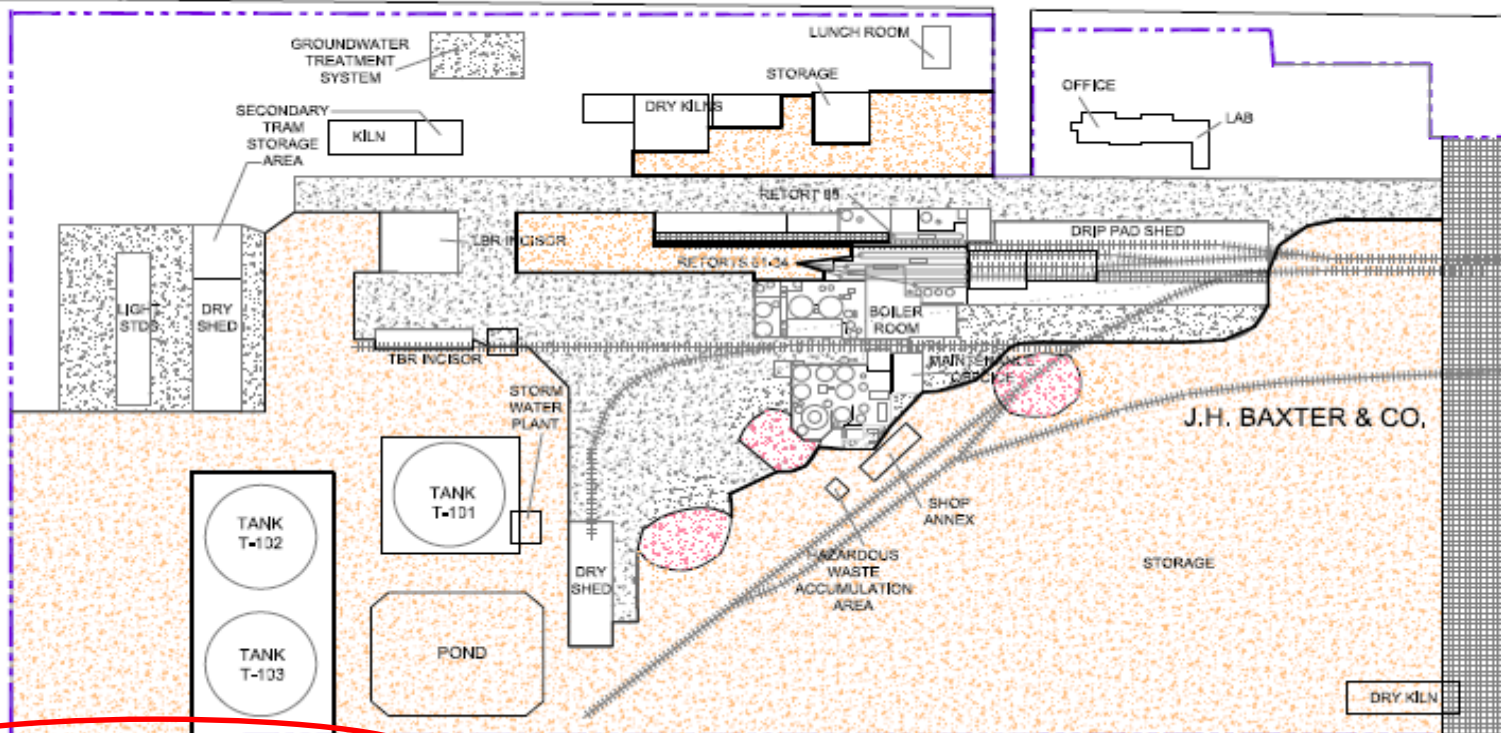 GROUNDWATER
TREATMENT
SYSTEM
LUNCH ROOM
STORAGE
OFFICE
LAB
SECONDARY
TRAM
STORAGE
AREA
KILN
DRY KILNS
RETORT 85
LBR INCISOR
DRIP PAD SHED
RETORTS 81-84
LIGHT
STDS
DRY
SHED
BOILER
ROOM
TBR INCISOR
MAINTENANCE
OFFICE
STORM
WATER
PLANT
J.H. BAXTER & CO.
TANK
T-101
TANK
T-102
SHOP
ANNEX
HAZARDOUS
WASTE
ACCUMULATION
AREA
STORAGE
DRY
SHED
TANK
T-103
POND
DRY KILN